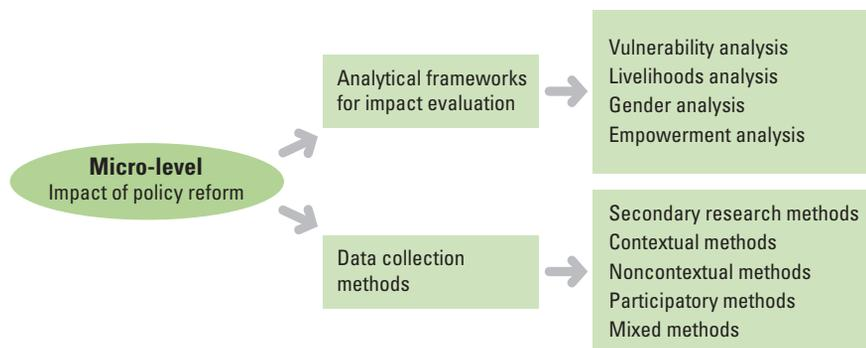 Micro-level
Impact of policy reform
Analytical frameworks
for impact evaluation
Vulnerability analysis
Livelihoods analysis
Gender analysis
Empowerment analysis
Data collection
methods
Secondary research methods
Contextual methods
Noncontextual methods
Participatory methods
Mixed methods